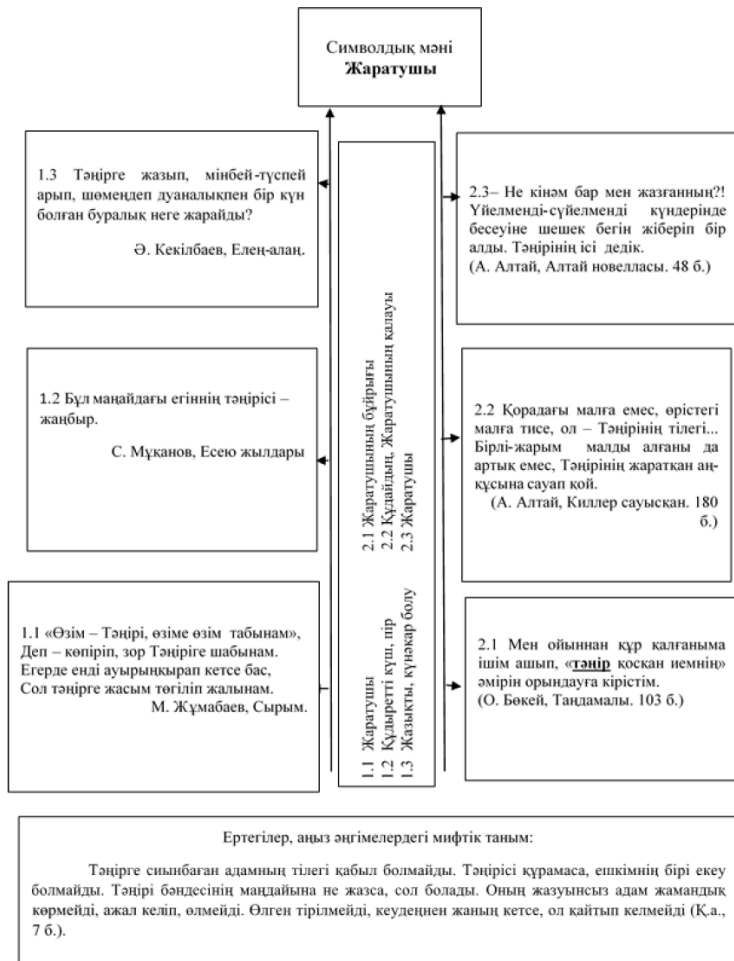 Символдық мәні
Жаратушы
1.3 Тәңірге жазып, мінбей-түспей
арып, шөмеңдеп дуаналықпен бір күн
болған буралық неге жарайды?
Ә. Кекілбаев, Елең-алаң.
1.2 Бұл маңайдағы егіннің тәңірісі –
жаңбыр.
С. Мұқанов, Есею жылдары
1.1 «Өзім – Тәңірі, өзіме өзім табынам»,
Деп – көпіріп, зор Тәңіріге шабынам.
Егерде енді ауырыңқырап кетсе бас,
Сол тәңірге жасым төгіліп жалынам.
М. Жұмабаев, Сырым.
1.1 Жаратушы
1.2 Құдыретті күш, пір
1.3 Жазықты, күнәкар болу
2.1 Жаратушының бұйрығы
2.2 Құдайдың, Жаратушының қалауы
2.3 Жаратушы
2.3– Не кінәм бар мен жазғанның?!
Үйелменді-сүйелменді күндерінде
бесеуіне шешек бегін жіберіп бір
алды. Тәңірінің ісі дедік.
(А. Алтай, Алтай новелласы. 48 б.)
2.2 Қорадағы малға емес, өрістегі
малға тисе, ол – Тәңірінің тілегі...
Бірлі-жарым малды алғаны да
артық емес, Тәңірінің жаратқан аң-
құсына сауап қой.
(А. Алтай, Киллер сауысқан. 180
б.)
2.1 Мен ойыннан құр қалғаныма
ішім ашып, «тәңір қосқан иемнің»
әмірін орындауға кірістім.
(О. Бөкей, Таңдамалы. 103 б.)
Ертегілер, аңыз әңгімелердегі мифтік таным:
Тәңірге сиынбаған адамның тілегі қабыл болмайды. Тәңірісі құрамаса, ешкімнің бірі екеу
болмайды. Тәңірі бәндесінің маңдайына не жазса, сол болады. Оның жазуынсыз адам жамандық
көрмейді, ажал келіп, өлмейді. Өлген тірілмейді, кеудеңнен жаның кетсе, ол қайтып келмейді (Қ.а.,
7 б.).